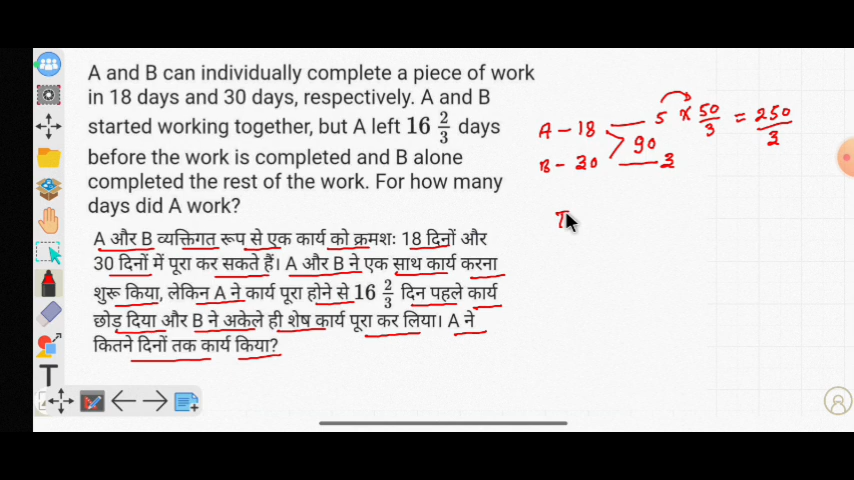 A and B can individually complete a piece of work
in 18 days and 30 days, respectively. A and B
started working together, but A left 16 2/3 days
before the work is completed and B alone
completed the rest of the work. For how many
days did A work?
A और B व्यक्तिगत रूप से एक कार्य को क्रमशः 18 दिनों और
30 दिनों में पूरा कर सकते हैं। A और B ने एक साथ कार्य करना
शुरू किया, लेकिन A ने कार्य पूरा होने से 16 2/3 दिन पहले कार्य
छोड़ दिया और B ने अकेले ही शेष कार्य पूरा कर लिया। A ने
कितने दिनों तक कार्य किया?
A - 18 5 × 50/3 = 250/3
90
B - 30 3
T
T